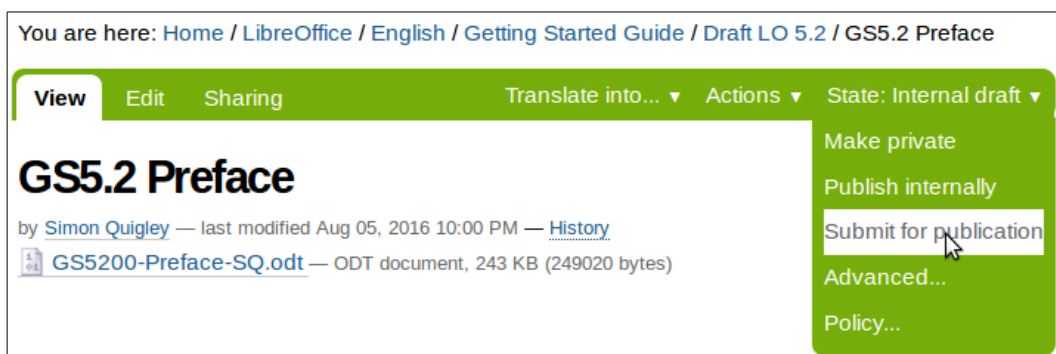 You are here: Home / LibreOffice / English / Getting Started Guide / Draft LO 5.2 / GS5.2 Preface
View Edit Sharing Translate into... ▼ Actions ▼ State: Internal draft ▼
Make private
Publish internally
Submit for publication
Advanced...
Policy...
GS5.2 Preface
by Simon Quigley — last modified Aug 05, 2016 10:00 PM — History
GS5200-Preface-SQ.odt — ODT document, 243 KB (249020 bytes)